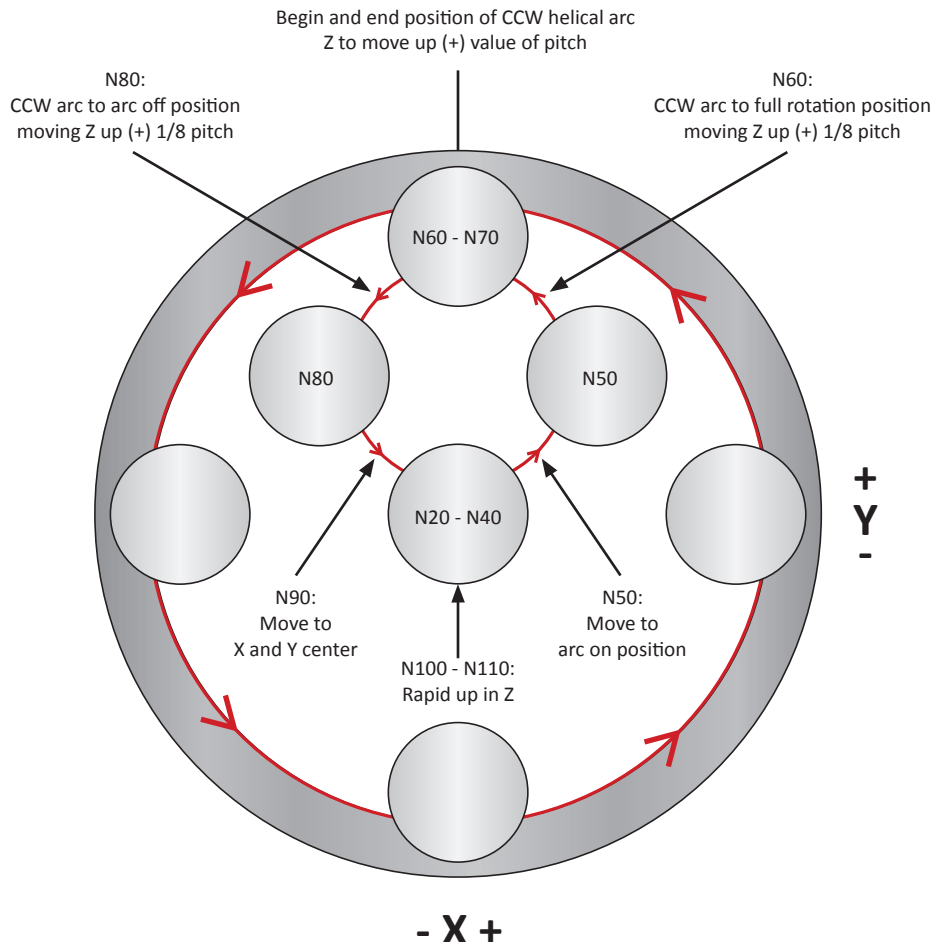 Begin and end position of CCW helical arc
Z to move up (+) value of pitch
N80:
CCW arc to arc off position
moving Z up (+) 1/8 pitch
N60:
CCW arc to full rotation position
moving Z up (+) 1/8 pitch
N60 - N70
N80
N50
N20 - N40
+
Y
-
N90:
Move to
X and Y center
N50:
Move to
arc on position
N100 - N110:
Rapid up in Z
- X +